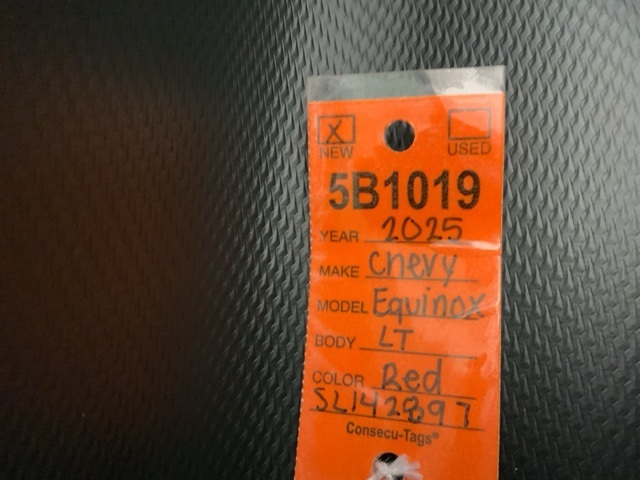 X
NEW USED
5B1019
YEAR 2025
MAKE Chevy
MODEL Equinox
BODY LT
COLOR Red
SL142897
Consecu-Tags®